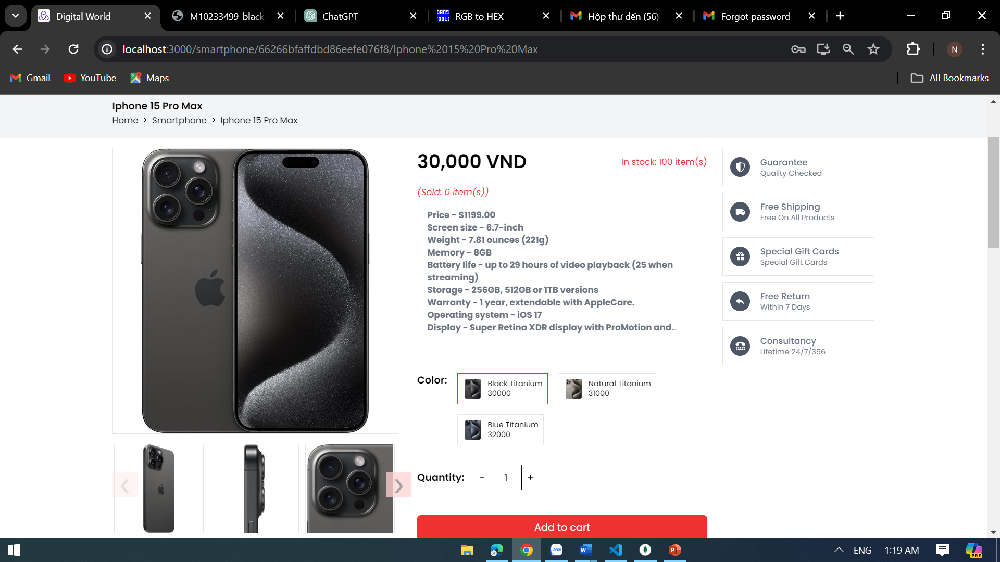 Digital World
M10233499_black
ChatGPT
DANS TOOLS
RGB to HEX
Hộp thư đến (56) -
Forgot password -
localhost:3000/smartphone/66266bfaffdbd86eefe076f8/Iphone%2015%20Pro%20Max
N
Gmail
YouTube
Maps
All Bookmarks
Iphone 15 Pro Max
Home > Smartphone > Iphone 15 Pro Max
30,000 VND
In stock: 100 item(s)
(Sold: 0 item(s))
Price - $1199.00
Screen size - 6.7-inch
Weight - 7.81 ounces (221g)
Memory - 8GB
Battery life - up to 29 hours of video playback (25 when
streaming)
Storage - 256GB, 512GB or 1TB versions
Warranty - 1 year, extendable with AppleCare.
Operating system - iOS 17
Display - Super Retina XDR display with ProMotion and...
Guarantee
Quality Checked
Free Shipping
Free On All Products
Special Gift Cards
Special Gift Cards
Free Return
Within 7 Days
Consultancy
Lifetime 24/7/356
Color:
Black Titanium
30000
Natural Titanium
31000
Blue Titanium
32000
Quantity:
- 1 +
Add to cart
Zalo
ENG
1:19 AM
PRE